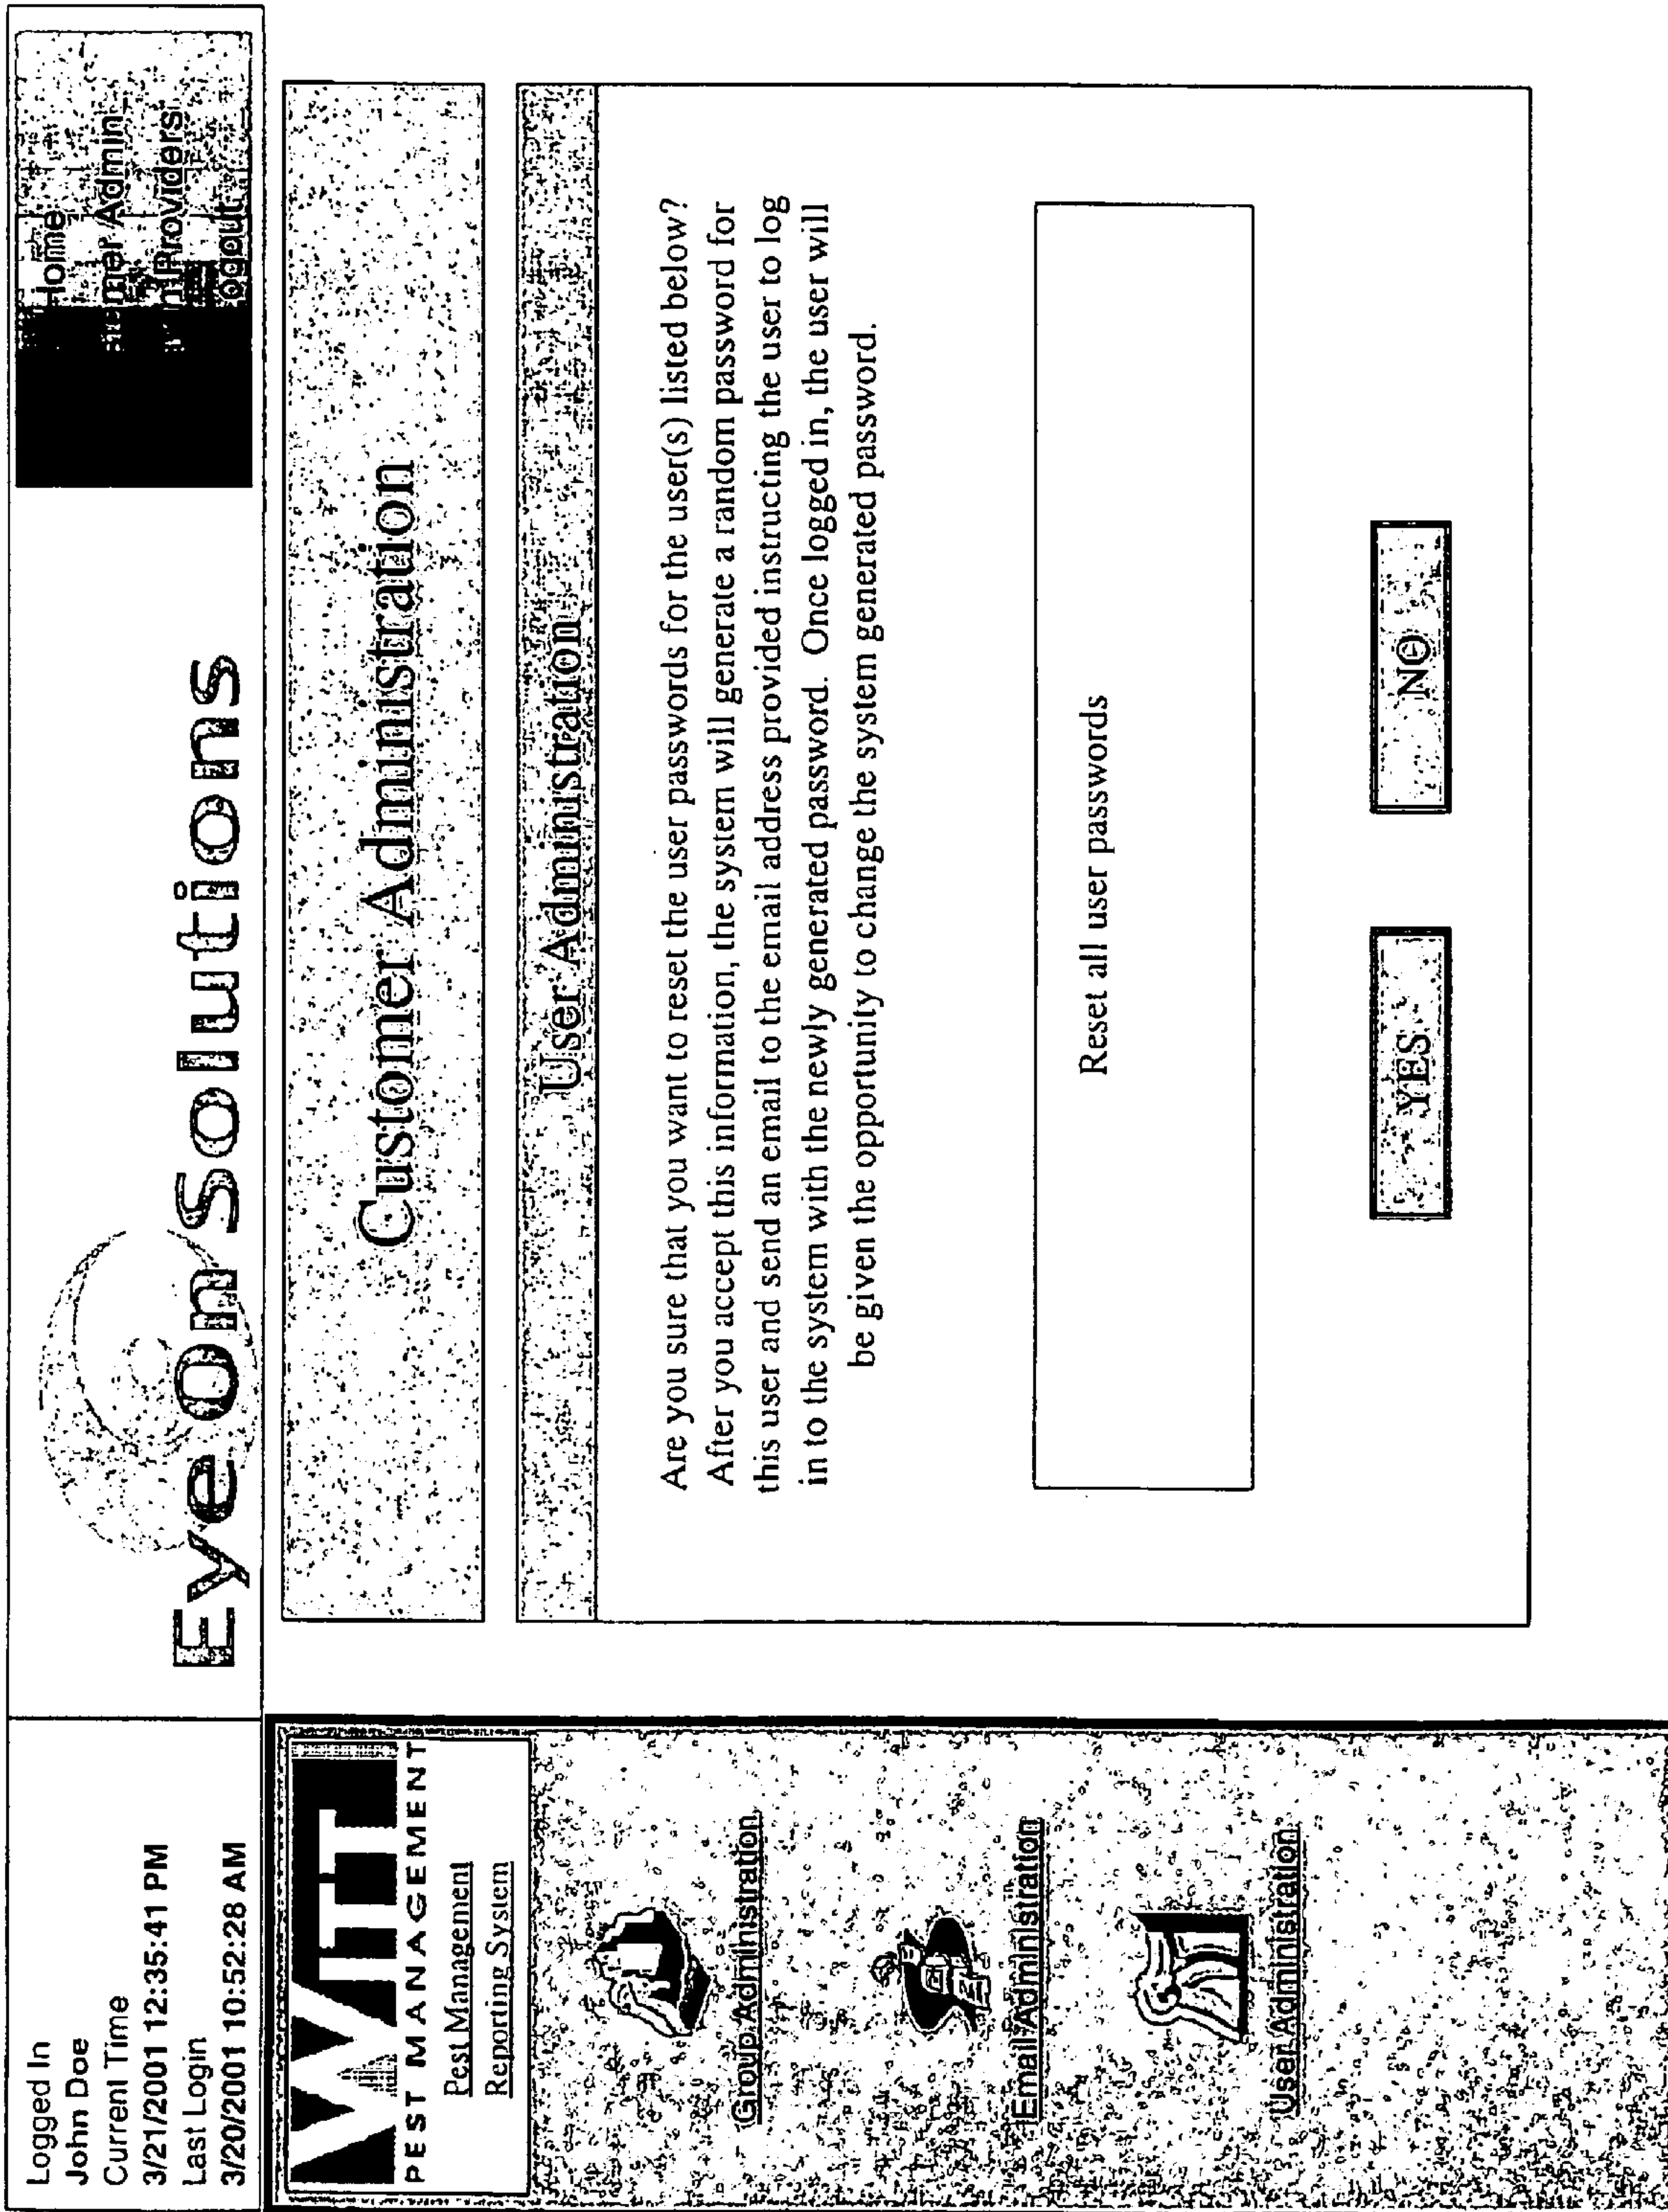 Logged In
John Doe
Current Time
3/21/2001 12:35:41 PM
Last Login
3/20/2001 10:52:28 AM
Eye On Solutions
Home
mer Admin
Providers
ogout
PEST MANAGEMENT
Pest Management
Reporting System
Group Administration
Email Administration
User Administration
Customer Administration
User Administration
Are you sure that you want to reset the user passwords for the user(s) listed below?
After you accept this information, the system will generate a random password for
this user and send an email to the email address provided instructing the user to log
in to the system with the newly generated password. Once logged in, the user will
be given the opportunity to change the system generated password.
Reset all user passwords
YES
NO